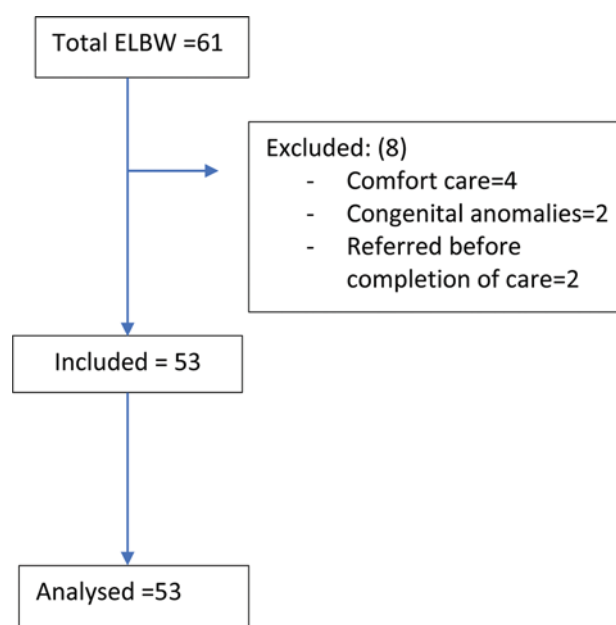 Total ELBW =61
Excluded: (8)
- Comfort care=4
- Congenital anomalies=2
- Referred before
completion of care=2
Included = 53
Analysed =53